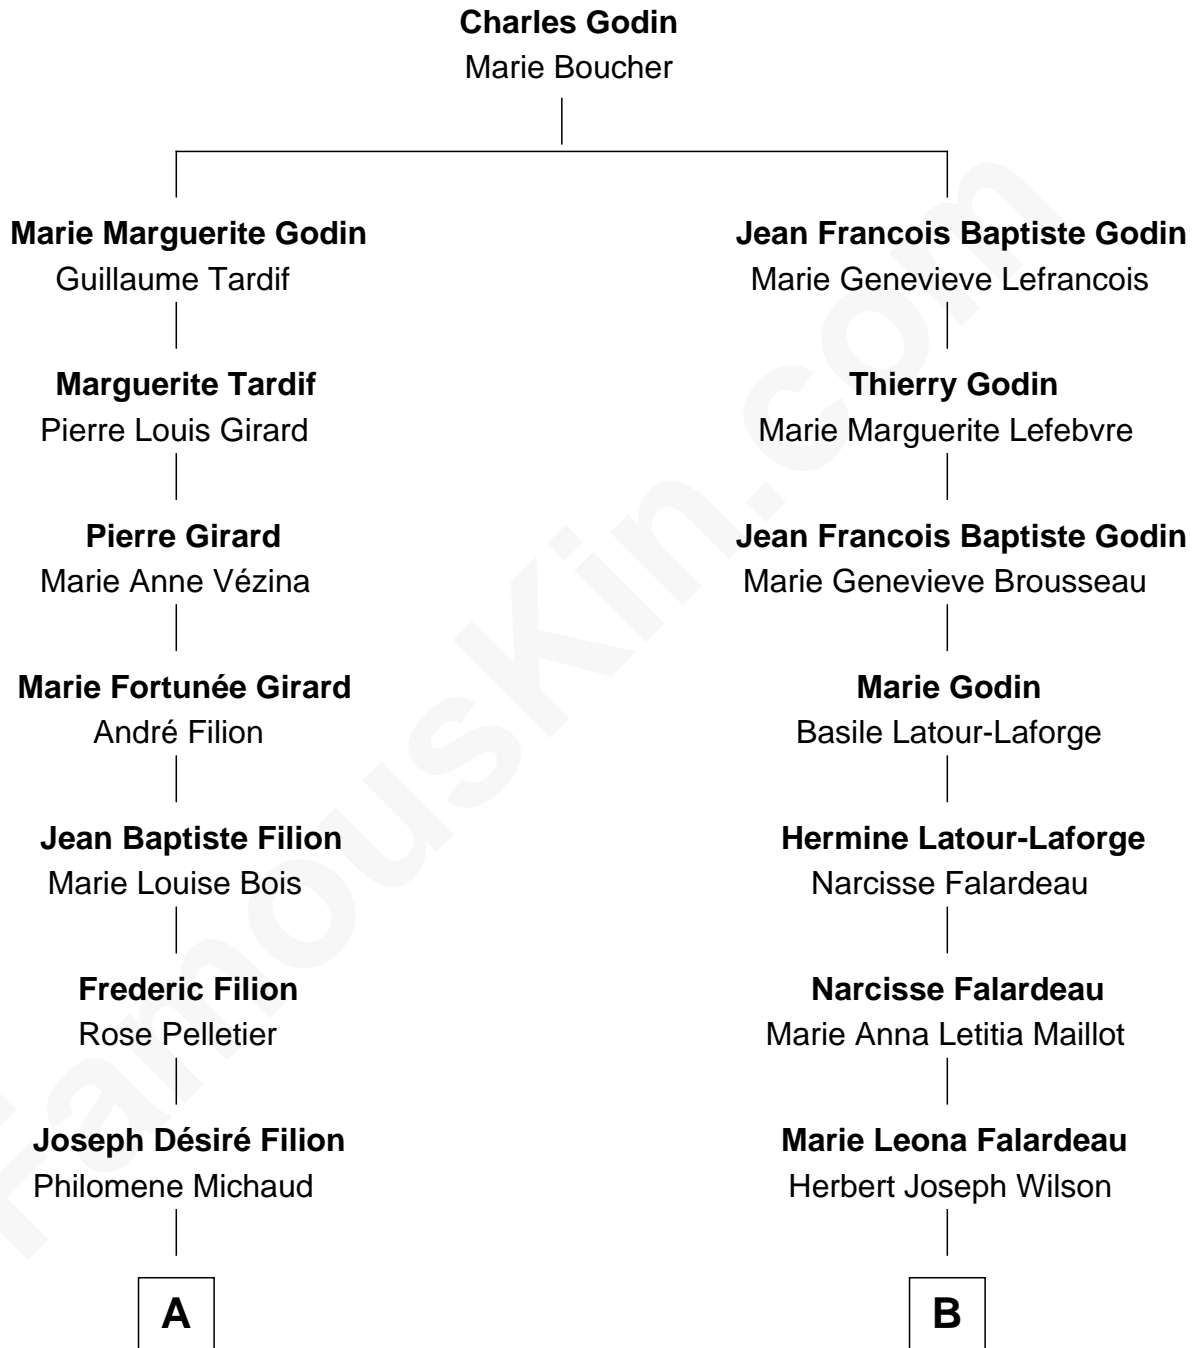 Charles Godin
Marie Boucher
Marie Marguerite Godin
Guillaume Tardif
Marguerite Tardif
Pierre Louis Girard
Pierre Girard
Marie Anne Vézina
Marie Fortunée Girard
André Filion
Jean Baptiste Filion
Marie Louise Bois
Frederic Filion
Rose Pelletier
Joseph Désiré Filion
Philomene Michaud
A
Jean Francois Baptiste Godin
Marie Genevieve Lefrancois
Thierry Godin
Marie Marguerite Lefebvre
Jean Francois Baptiste Godin
Marie Genevieve Brousseau
Marie Godin
Basile Latour-Laforge
Hermine Latour-Laforge
Narcisse Falardeau
Narcisse Falardeau
Marie Anna Letitia Maillot
Marie Leona Falardeau
Herbert Joseph Wilson
B
FamousKin.com